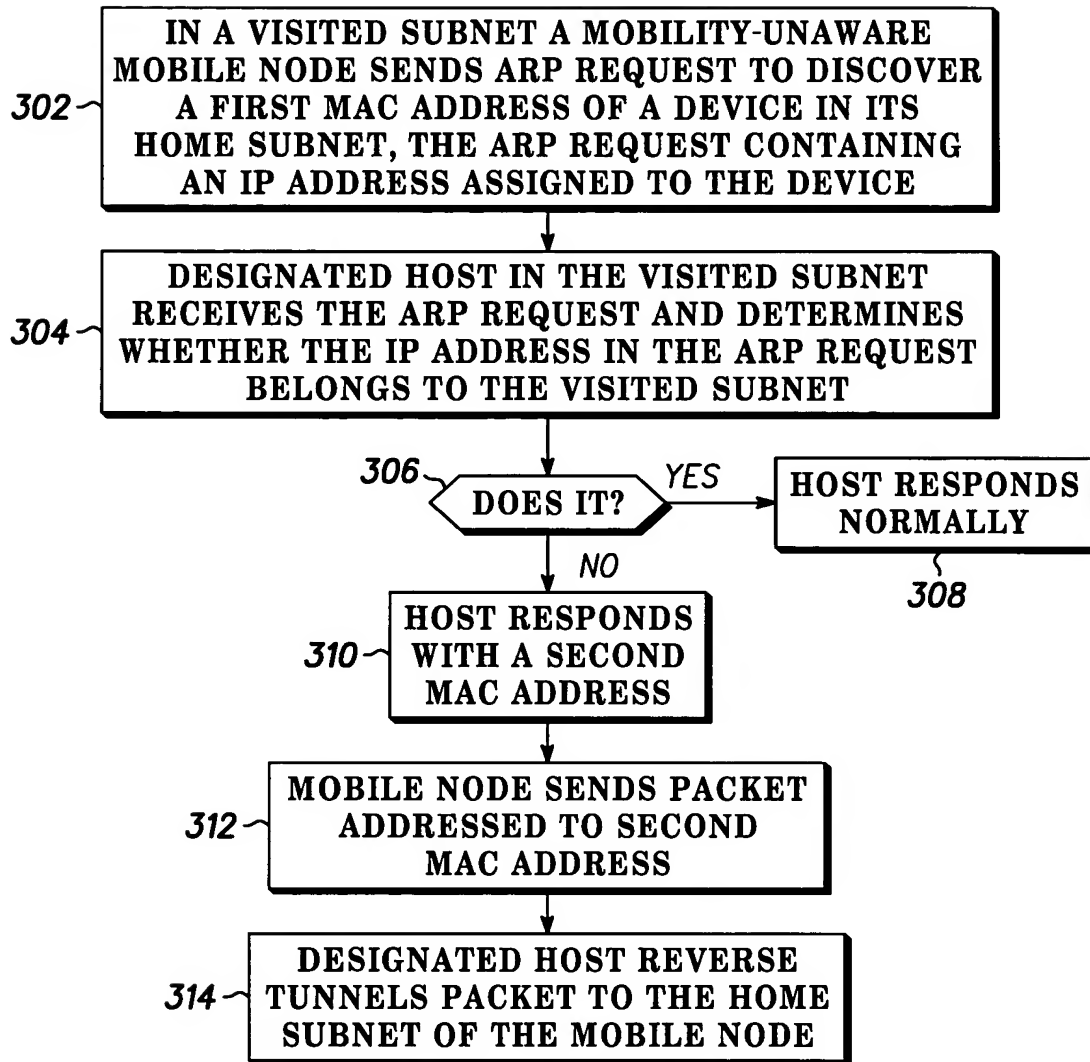 302
IN A VISITED SUBNET A MOBILITY-UNAWARE
MOBILE NODE SENDS ARP REQUEST TO DISCOVER
A FIRST MAC ADDRESS OF A DEVICE IN ITS
HOME SUBNET, THE ARP REQUEST CONTAINING
AN IP ADDRESS ASSIGNED TO THE DEVICE
304
DESIGNATED HOST IN THE VISITED SUBNET
RECEIVES THE ARP REQUEST AND DETERMINES
WHETHER THE IP ADDRESS IN THE ARP REQUEST
BELONGS TO THE VISITED SUBNET
306
DOES IT?
YES
HOST RESPONDS
NORMALLY
308
NO
310
HOST RESPONDS
WITH A SECOND
MAC ADDRESS
312
MOBILE NODE SENDS PACKET
ADDRESSED TO SECOND
MAC ADDRESS
314
DESIGNATED HOST REVERSE
TUNNELS PACKET TO THE HOME
SUBNET OF THE MOBILE NODE